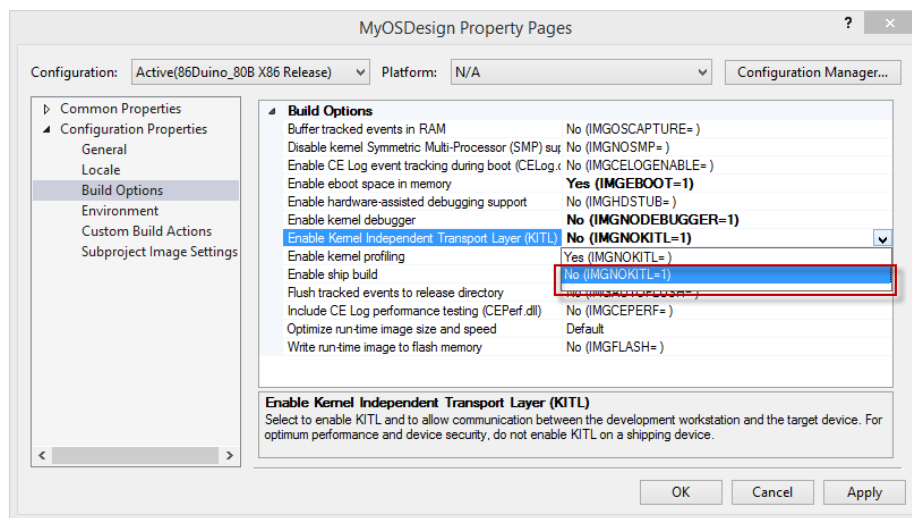 MyOSDesign Property Pages
?
Configuration: Active(86Duino_80B X86 Release) Platform: N/A Configuration Manager...
Common Properties
Configuration Properties
General
Locale
Build Options
Environment
Custom Build Actions
Subproject Image Settings
Build Options
Buffer tracked events in RAM No (IMGOSCAPTURE= )
Disable kernel Symmetric Multi-Processor (SMP) sup No (IMGNOSMP= )
Enable CE Log event tracking during boot (CELog.d No (IMGCELOGENABLE= )
Enable eboot space in memory Yes (IMGEBOOT=1)
Enable hardware-assisted debugging support No (IMGHDSTUB= )
Enable kernel debugger No (IMGNODEBUGGER=1)
Enable Kernel Independent Transport Layer (KITL) No (IMGNOKITL=1)
Enable kernel profiling Yes (IMGNOKITL= )
Enable ship build No (IMGNOKITL=1)
Flush tracked events to release directory No (IMGAUTOFLUSH= )
Include CE Log performance testing (CEPerf.dll) No (IMGCEPERF= )
Optimize run-time image size and speed Default
Write run-time image to flash memory No (IMGFLASH= )
Enable Kernel Independent Transport Layer (KITL)
Select to enable KITL and to allow communication between the development workstation and the target device. For
optimum performance and device security, do not enable KITL on a shipping device.
OK Cancel Apply